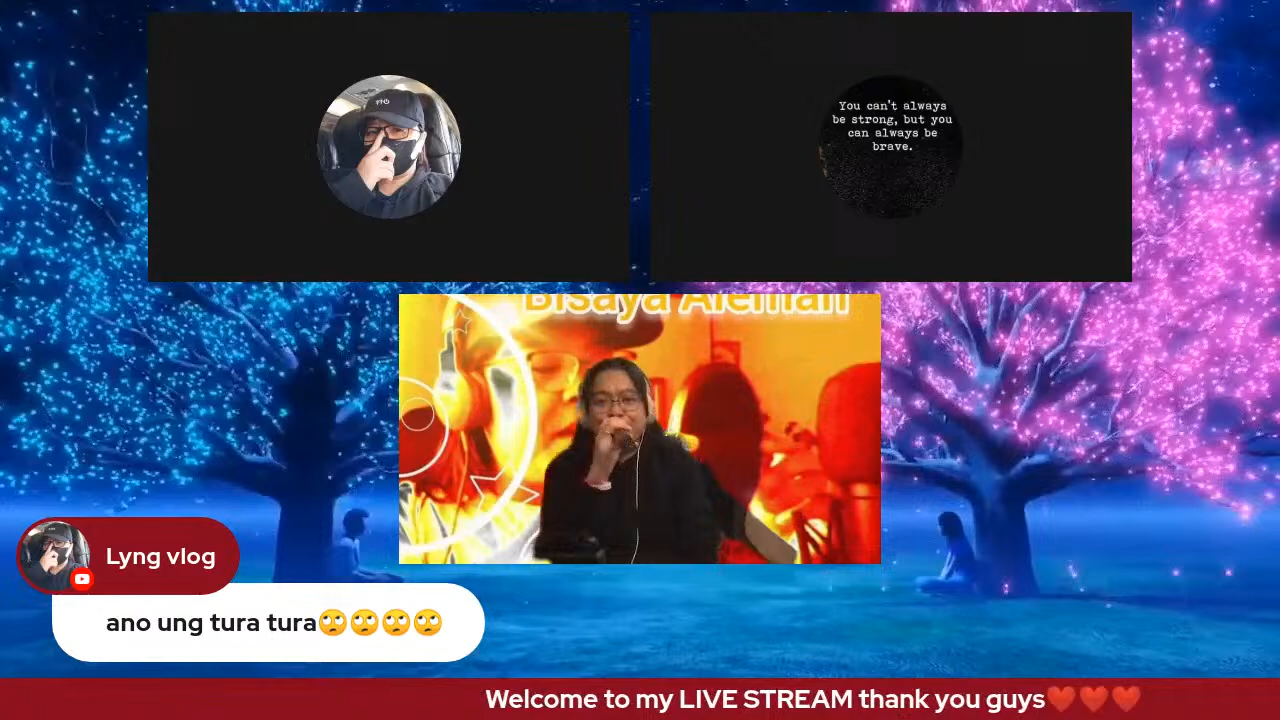 You can't always
be strong, but you
can always be
brave.
Bisaya Aleman
Lyng vlog
ano ung tura tura🙄🙄🙄🙄
Welcome to my LIVE STREAM thank you guys❤️❤️❤️